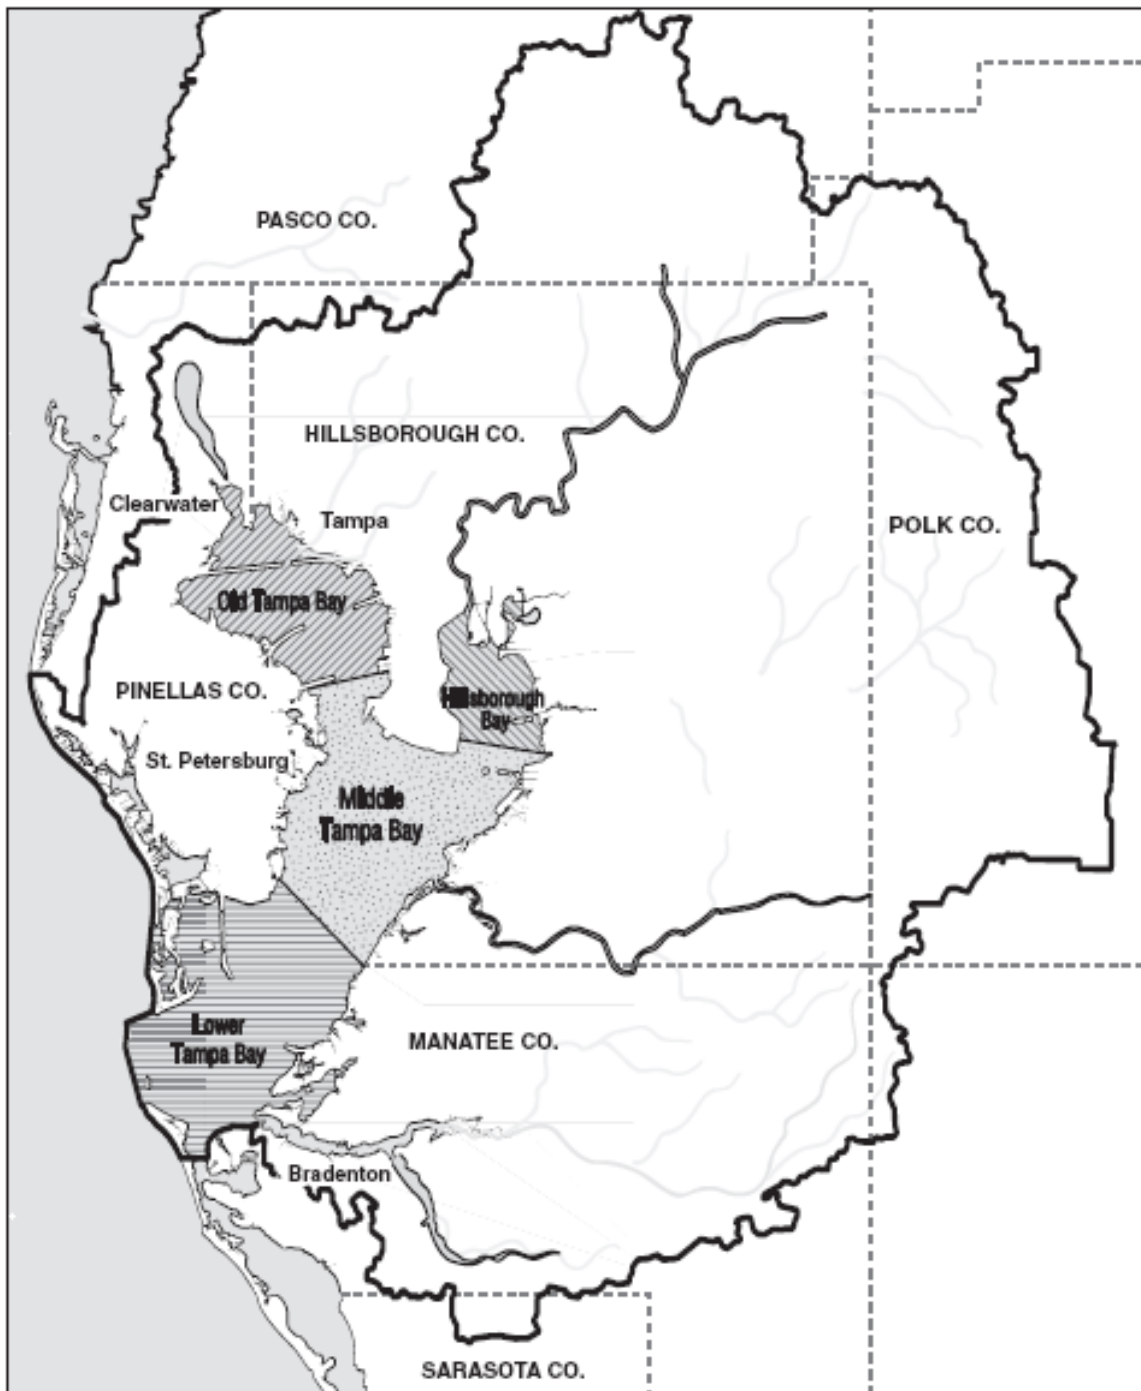 PASCO CO.
HILLSBOROUGH CO.
Clearwater
Tampa
POLK CO.
Old Tampa Bay
PINELLAS CO.
Hillsborough
Bay
St. Petersburg
Middle
Tampa Bay
Lower
Tampa Bay
MANATEE CO.
Bradenton
SARASOTA CO.